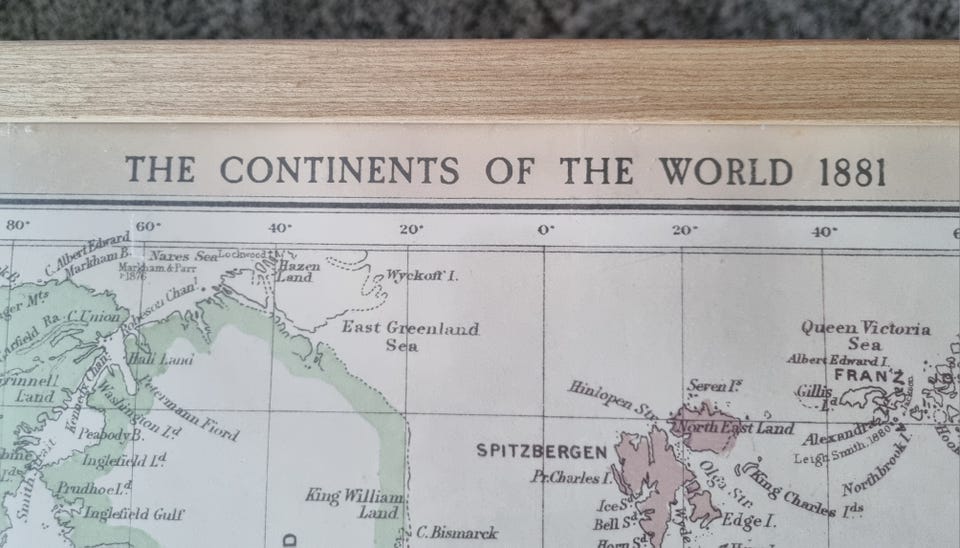 THE CONTINENTS OF THE WORLD 1881
80° 60° 40° 20° 0° 20° 40°
C. Albert Edward
Markham B.
Nares Sea
Lockwood
Markham & Parr
1876
Hazen
Land
Wyckoff I.
Robeson Chan!
C. Union
East Greenland
Sea
Hall Land
Petermann Fiord
Kennedy Chan.
Washington Ld
Land
Peabody B.
Inglefield Ld.
Prudhoe Ld.
Smith
Inglefield Gulf
King William
Land
C. Bismarck
D
SPITZBERGEN
Hinlopen Str.
Seven Is.
North East Land
Pr. Charles I.
Ice Sd.
Bell Sd.
Horn Sd.
Olga Str.
Edge I.
King Charles Ids.
Queen Victoria
Sea
Albert Edward I.
FRANZ
Gillis
Ld.
Alexandra
Leigh Smith, 1880
Northbrook I.